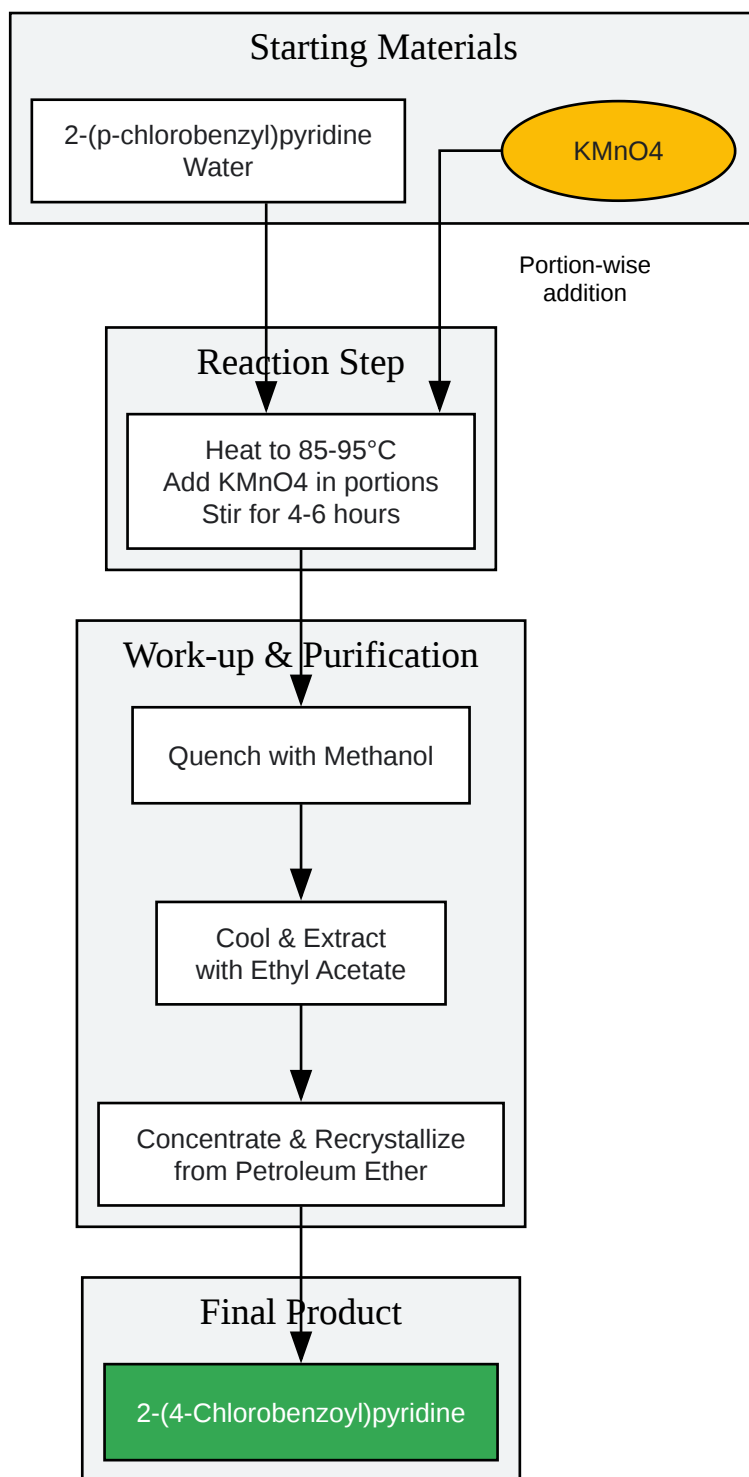 Starting Materials
2-(p-chlorobenzyl)pyridine
Water
KMnO4
Portion-wise
addition
Reaction Step
Heat to 85-95°C
Add KMnO4 in portions
Stir for 4-6 hours
Work-up & Purification
Quench with Methanol
Cool & Extract
with Ethyl Acetate
Concentrate & Recrystallize
from Petroleum Ether
Final Product
2-(4-Chlorobenzoyl)pyridine